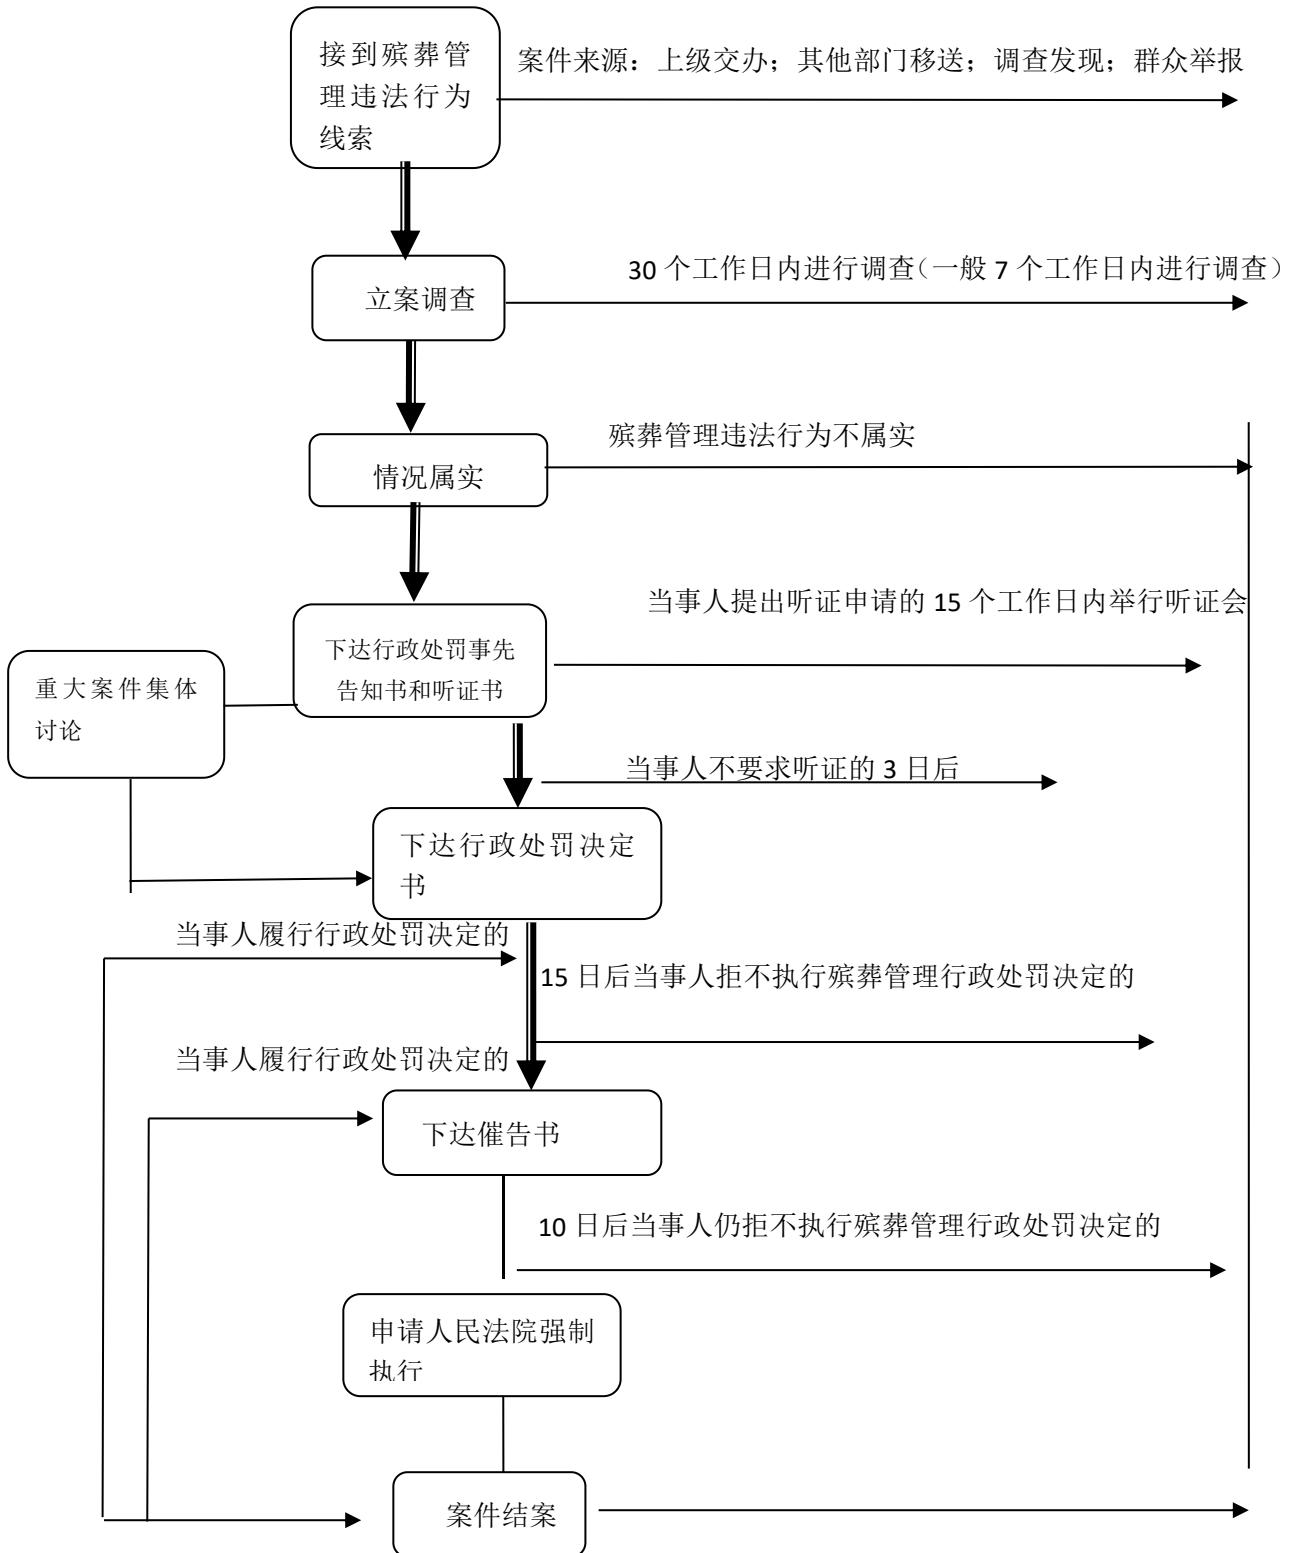 接到殡葬管
理违法行为
线索
案件来源：上级交办；其他部门移送；调查发现；群众举报
30 个工作日内进行调查（一般 7 个工作日内进行调查）
立案调查
殡葬管理违法行为不属实
情况属实
当事人提出听证申请的 15 个工作日内举行听证会
下达行政处罚事先
告知书和听证书
重大案件集体
讨论
当事人不要求听证的 3 日后
下达行政处罚决定
书
当事人履行行政处罚决定的
15 日后当事人拒不执行殡葬管理行政处罚决定的
当事人履行行政处罚决定的
下达催告书
10 日后当事人仍拒不执行殡葬管理行政处罚决定的
申请人民法院强制
执行
案件结案